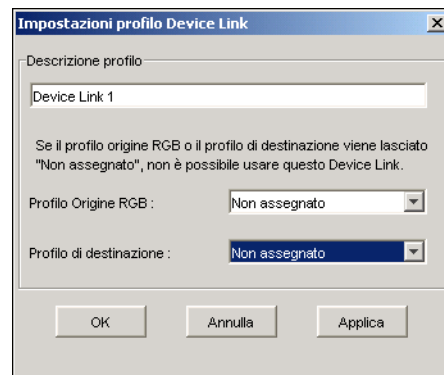 Impostazioni profilo Device Link
Descrizione profilo
Device Link 1
Se il profilo origine RGB o il profilo di destinazione viene lasciato
"Non assegnato", non è possibile usare questo Device Link.
Profilo Origine RGB : Non assegnato
Profilo di destinazione : Non assegnato
OK Annulla Applica